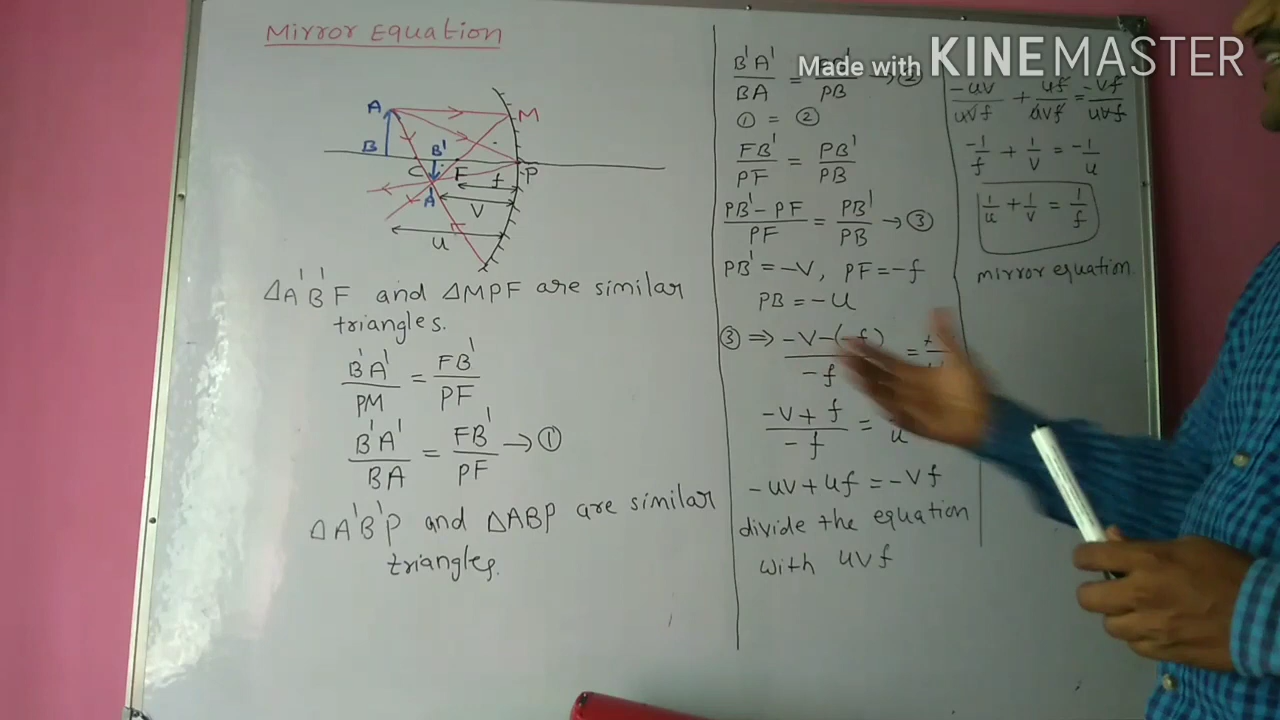 Mirror Equation
A
M
B
B'
C
F
P
f
A'
V
u
ΔA'B'F and ΔMPF are similar
triangles.
B'A'/PM = FB'/PF
B'A'/BA = FB'/PF → ①
ΔA'B'P and ΔABP are similar
triangles.
Made with KINEMASTER
B'A'/BA = PB'/PB → ②
① = ②
FB'/PF = PB'/PB
PB'-PF/PF = PB'/PB → ③
PB' = -V, PF = -f
PB = -u
③ ⇒ -V-(-f)/-f =
-V+f/-f = /u
-uv+uf = -vf
divide the equation
with uvf
-uv/uvf + uf/uvf = -vf/uvf
-1/f + 1/v = -1/u
1/u + 1/v = 1/f
mirror equation